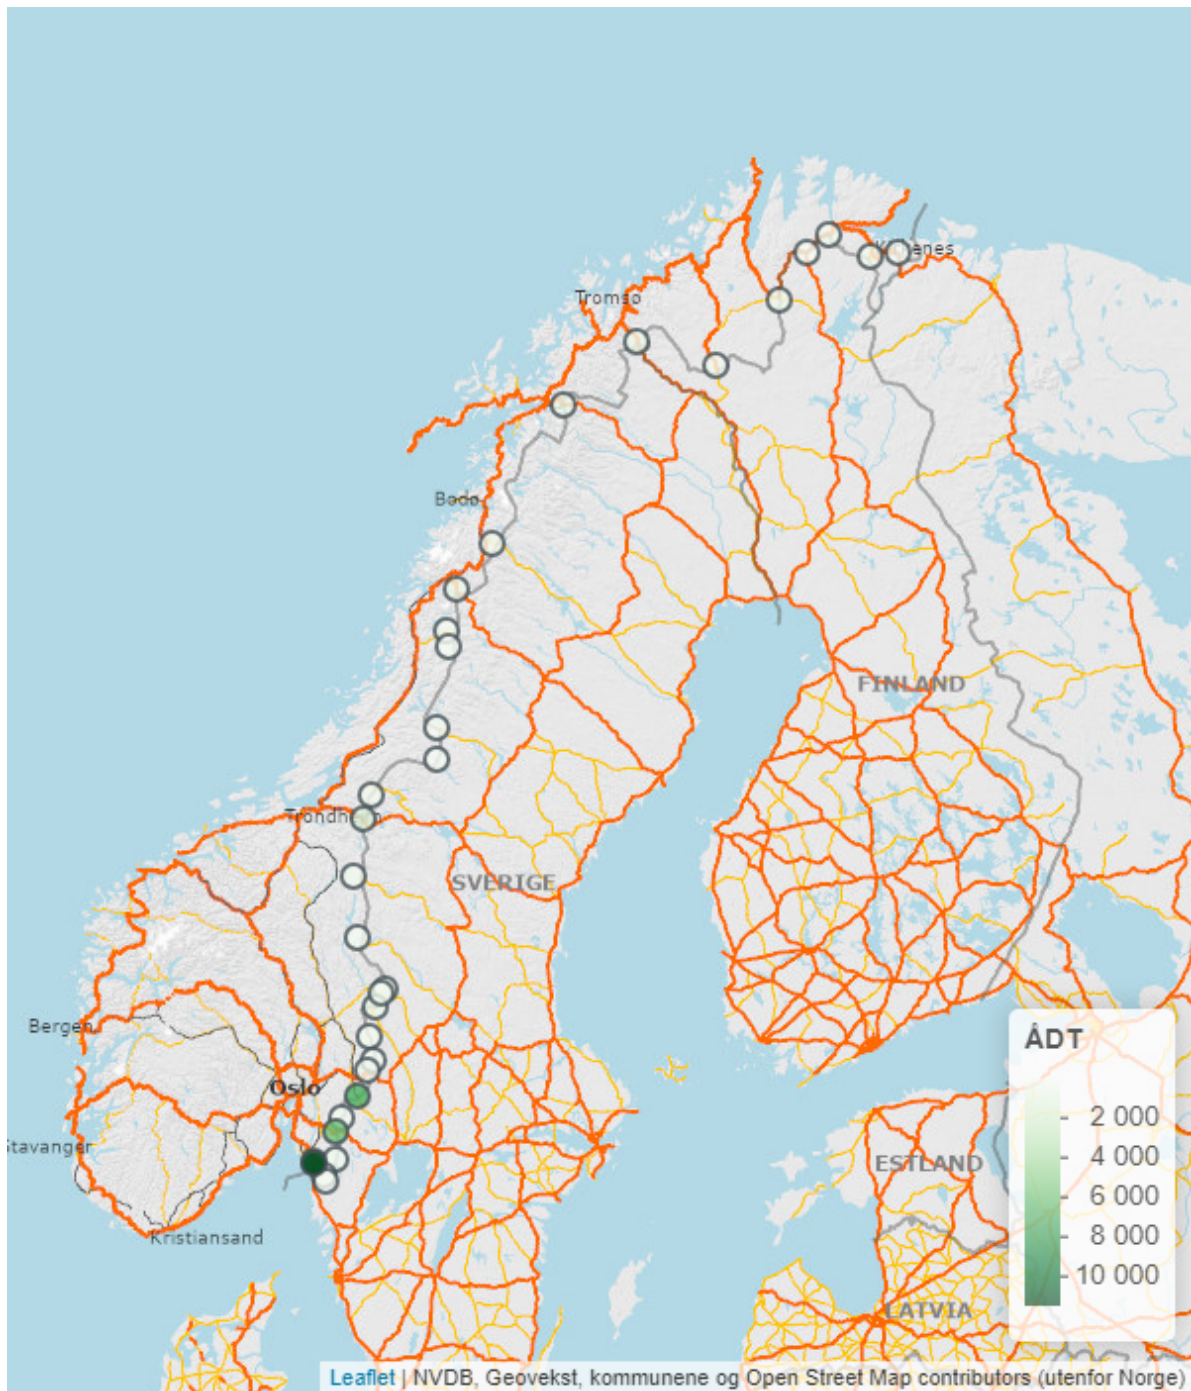 Kirkenes
Tromsø
Bodø
FINLAND
Trondheim
SVERIGE
Bergen
ÅDT
Oslo
2 000
Stavanger
4 000
ESTLAND
6 000
8 000
Kristiansand
10 000
LATVIA
Leaflet | NVDB, Geovekst, kommunene og Open Street Map contributors (utenfor Norge)